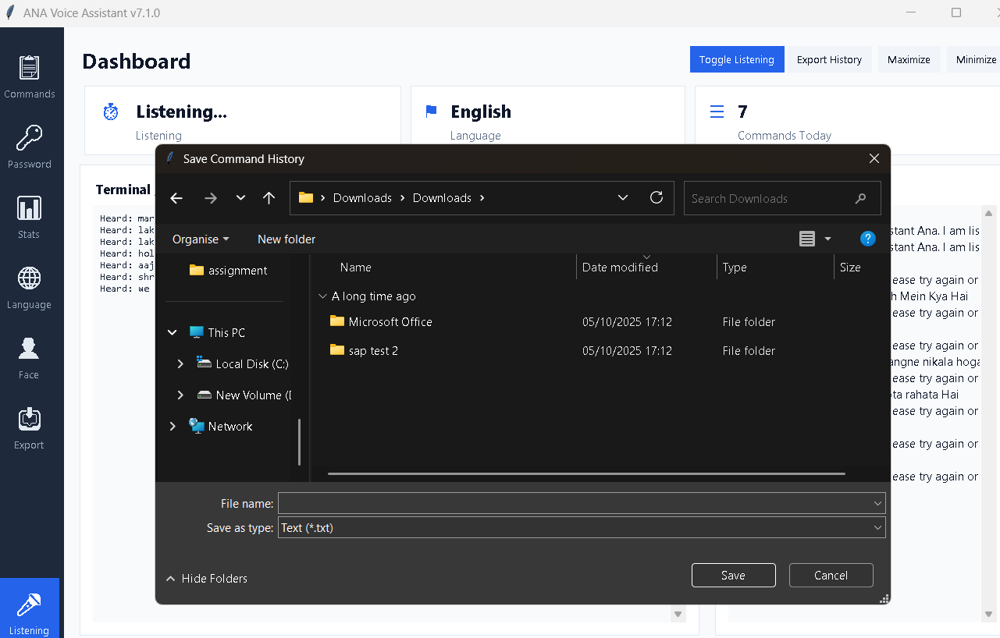 ANA Voice Assistant v7.1.0
Commands
Password
Stats
Language
Face
Export
Listening
Dashboard
Toggle Listening
Export History
Maximize
Minimize
Listening...
Listening
English
Language
7
Commands Today
Terminal
Heard: mar
Heard: lak
Heard: lak
Heard: hol
Heard: aaj
Heard: shr
Heard: we
Save Command History
Downloads
Downloads
Search Downloads
Organise
New folder
assignment
This PC
Local Disk (C:)
New Volume (
Network
Name
Date modified
Type
Size
A long time ago
Microsoft Office
05/10/2025 17:12
File folder
sap test 2
05/10/2025 17:12
File folder
File name:
Save as type:
Text (*.txt)
Hide Folders
Save
Cancel
stant Ana. I am lis
stant Ana. I am lis
ease try again or
h Mein Kya Hai
ease try again or
ease try again or
angne nikala hoga
ease try again or
ta rahata Hai
ease try again or
ease try again or
ease try again or